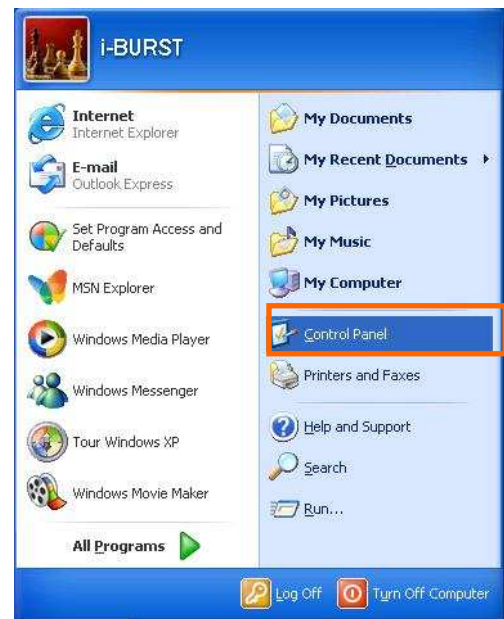 i-BURST
Internet
Internet Explorer
E-mail
Outlook Express
Set Program Access and
Defaults
MSN Explorer
Windows Media Player
Windows Messenger
Tour Windows XP
Windows Movie Maker
All Programs
My Documents
My Recent Documents
My Pictures
My Music
My Computer
Control Panel
Printers and Faxes
Help and Support
Search
Run...
Log Off
Turn Off Computer